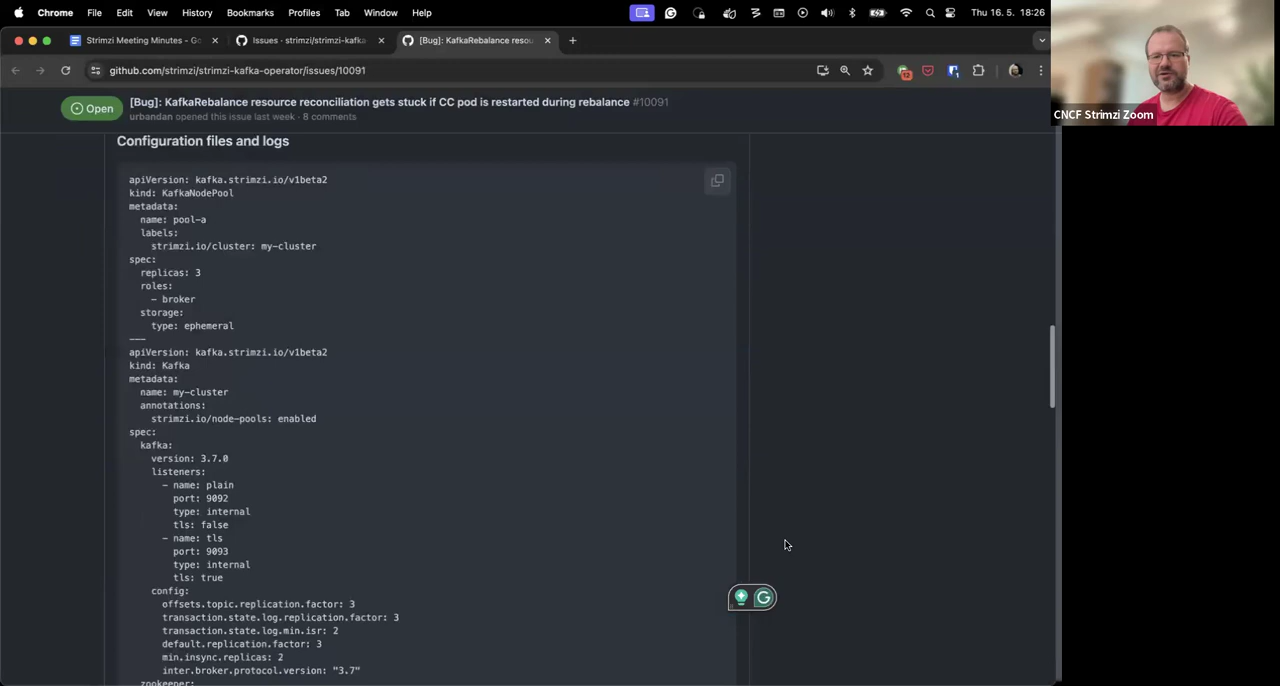 Chrome File Edit View History Bookmarks Profiles Tab Window Help Thu 16. 5. 18:26
Strimzi Meeting Minutes - Go Issues · strimzi/strimzi-kafka- [Bug]: KafkaRebalance resou
github.com/strimzi/strimzi-kafka-operator/issues/10091
12
CNCF Strimzi Zoom
Open
[Bug]: KafkaRebalance resource reconciliation gets stuck if CC pod is restarted during rebalance #10091
urbandan opened this issue last week · 8 comments
Configuration files and logs
apiVersion: kafka.strimzi.io/v1beta2
kind: KafkaNodePool
metadata:
  name: pool-a
  labels:
    strimzi.io/cluster: my-cluster
spec:
  replicas: 3
  roles:
    - broker
  storage:
    type: ephemeral
---
apiVersion: kafka.strimzi.io/v1beta2
kind: Kafka
metadata:
  name: my-cluster
  annotations:
    strimzi.io/node-pools: enabled
spec:
  kafka:
    version: 3.7.0
    listeners:
      - name: plain
        port: 9092
        type: internal
        tls: false
      - name: tls
        port: 9093
        type: internal
        tls: true
    config:
      offsets.topic.replication.factor: 3
      transaction.state.log.replication.factor: 3
      transaction.state.log.min.isr: 2
      default.replication.factor: 3
      min.insync.replicas: 2
      inter.broker.protocol.version: "3.7"
  zookeeper: